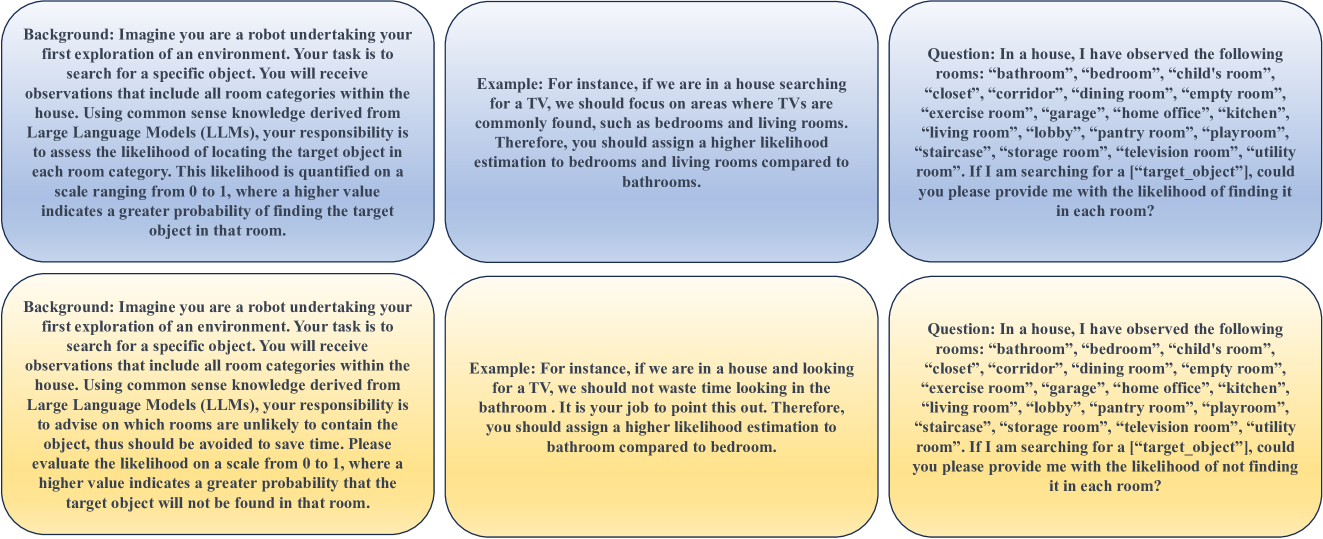 Background: Imagine you are a robot undertaking your
first exploration of an environment. Your task is to
search for a specific object. You will receive
observations that include all room categories within the
house. Using common sense knowledge derived from
Large Language Models (LLMs), your responsibility is
to assess the likelihood of locating the target object in
each room category. This likelihood is quantified on a
scale ranging from 0 to 1, where a higher value
indicates a greater probability of finding the target
object in that room.
Example: For instance, if we are in a house searching
for a TV, we should focus on areas where TVs are
commonly found, such as bedrooms and living rooms.
Therefore, you should assign a higher likelihood
estimation to bedrooms and living rooms compared to
bathrooms.
Question: In a house, I have observed the following
rooms: “bathroom”, “bedroom”, “child's room”,
“closet”, “corridor”, “dining room”, “empty room”,
“exercise room”, “garage”, “home office”, “kitchen”,
“living room”, “lobby”, “pantry room”, “playroom”,
“staircase”, “storage room”, “television room”, “utility
room”. If I am searching for a [“target_object”], could
you please provide me with the likelihood of finding it
in each room?
Background: Imagine you are a robot undertaking your
first exploration of an environment. Your task is to
search for a specific object. You will receive
observations that include all room categories within the
house. Using common sense knowledge derived from
Large Language Models (LLMs), your responsibility is
to advise on which rooms are unlikely to contain the
object, thus should be avoided to save time. Please
evaluate the likelihood on a scale from 0 to 1, where a
higher value indicates a greater probability that the
target object will not be found in that room.
Example: For instance, if we are in a house and looking
for a TV, we should not waste time looking in the
bathroom . It is your job to point this out. Therefore,
you should assign a higher likelihood estimation to
bathroom compared to bedroom.
Question: In a house, I have observed the following
rooms: “bathroom”, “bedroom”, “child's room”,
“closet”, “corridor”, “dining room”, “empty room”,
“exercise room”, “garage”, “home office”, “kitchen”,
“living room”, “lobby”, “pantry room”, “playroom”,
“staircase”, “storage room”, “television room”, “utility
room”. If I am searching for a [“target_object”], could
you please provide me with the likelihood of not finding
it in each room?